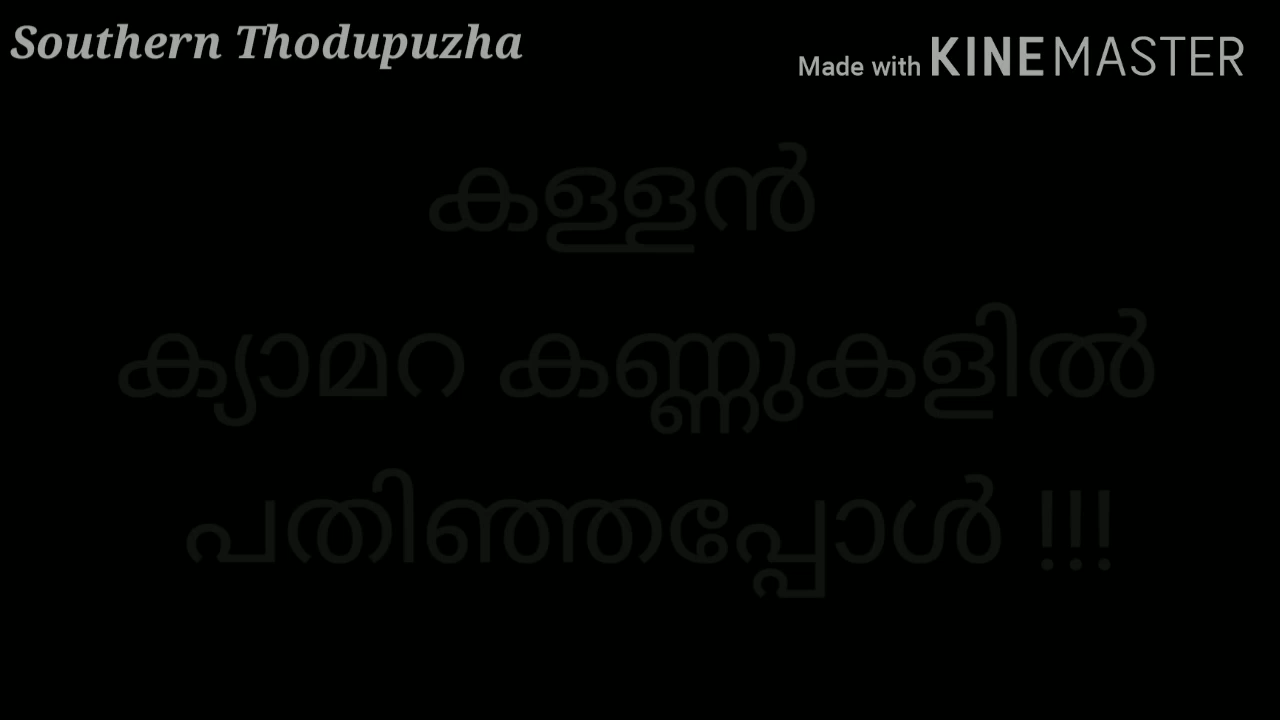 Southern Thodupuzha
Made with KINEMASTER
കള്ളൻ
ക്യാമറ കണ്ണുകളിൽ
പതിഞ്ഞപ്പോൾ !!!